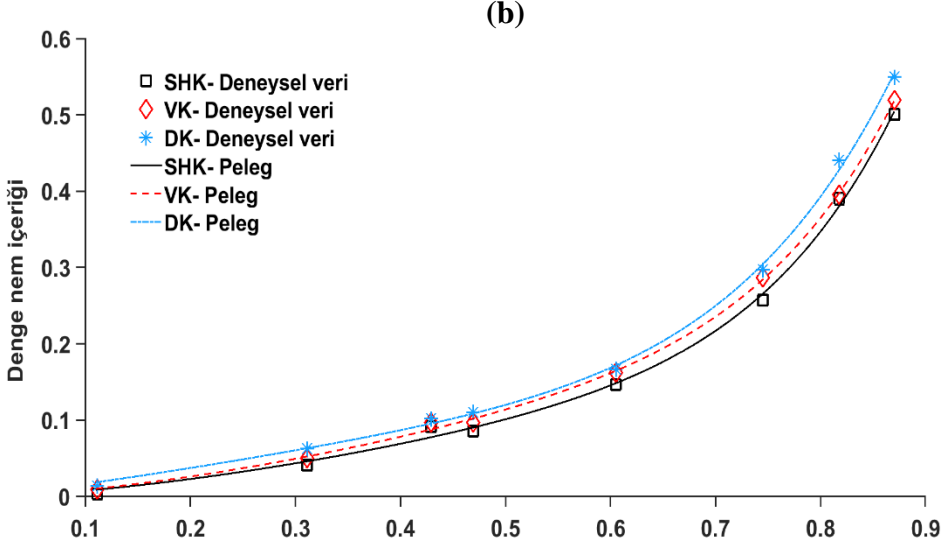 (b)
0.6
0.5
0.4
0.3
0.2
0.1
0
Denge nem içeriği
SHK- Deneysel veri
VK- Deneysel veri
DK- Deneysel veri
SHK- Peleg
VK- Peleg
DK- Peleg
0.1 0.2 0.3 0.4 0.5 0.6 0.7 0.8 0.9